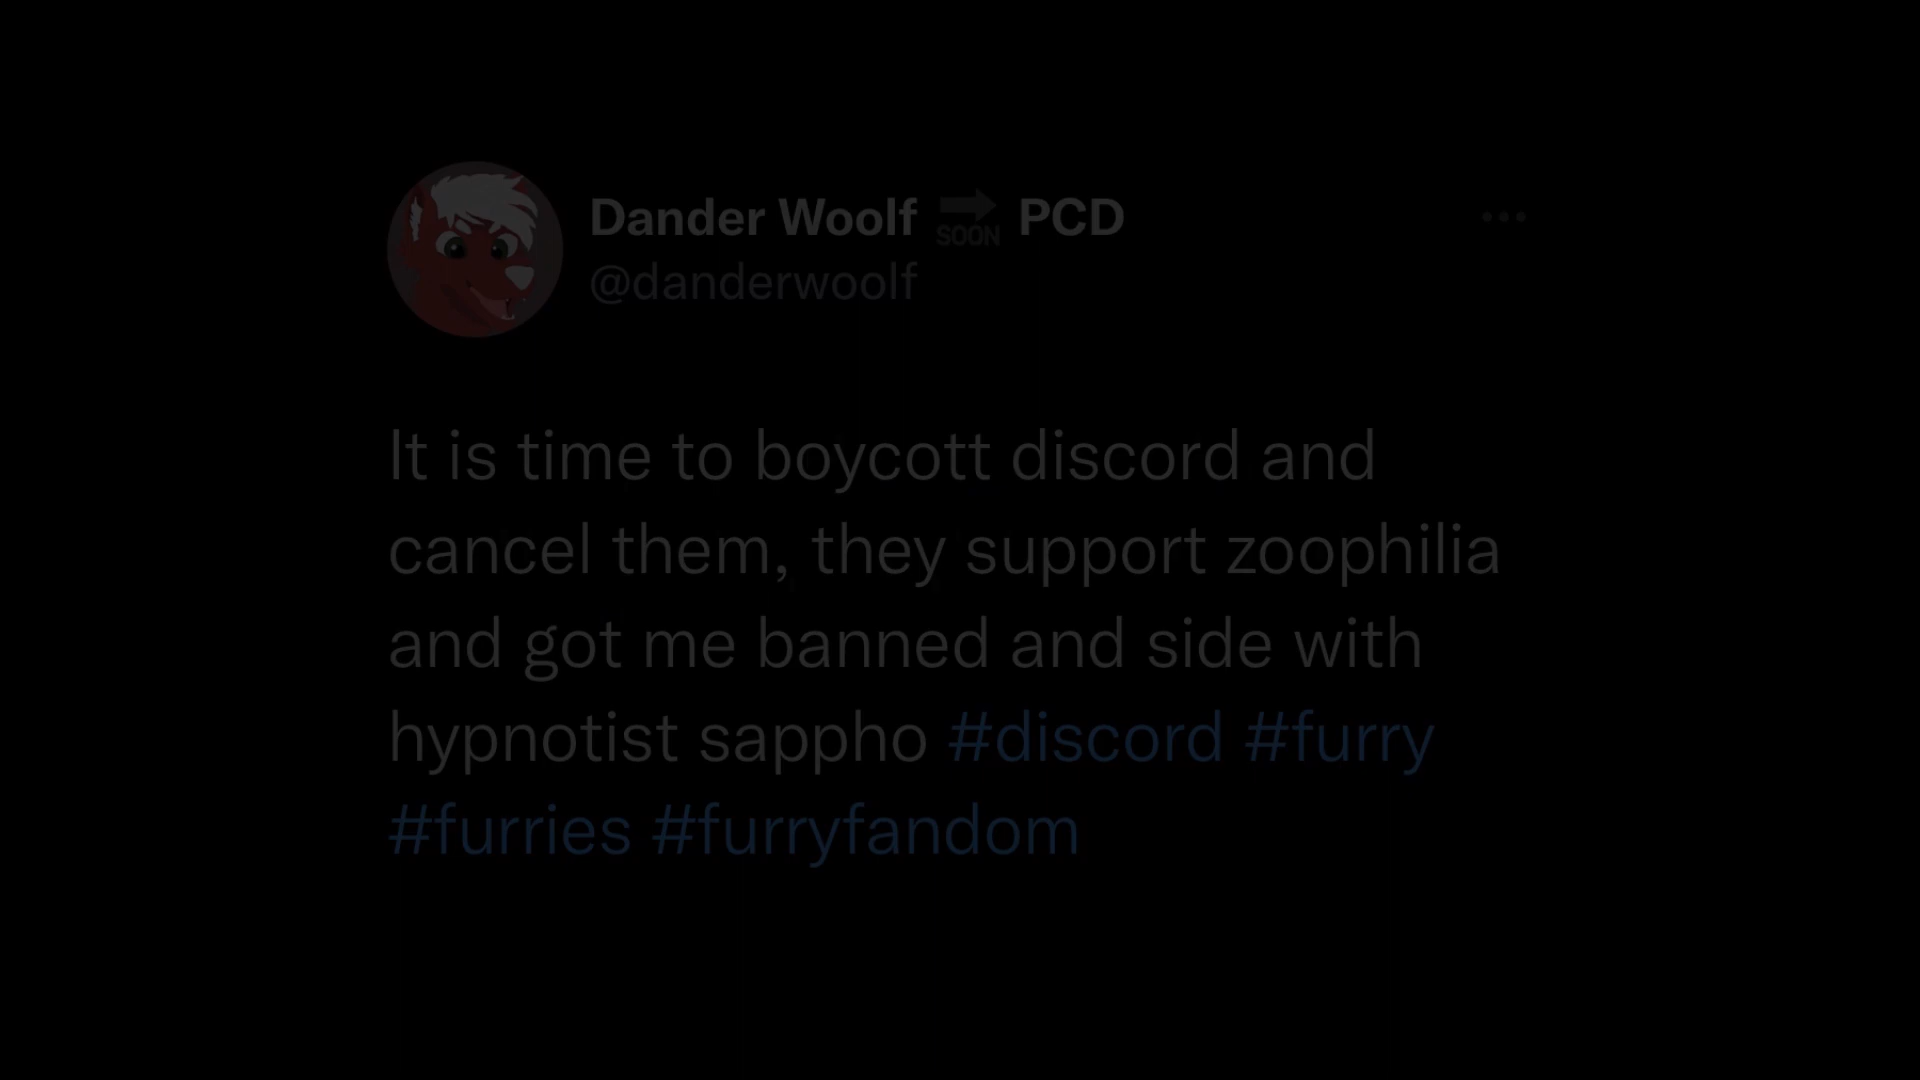 Dander Woolf 🔜 PCD
@danderwoolf
It is time to boycott discord and
cancel them, they support zoophilia
and got me banned and side with
hypnotist sappho #discord #furry
#furries #furryfandom